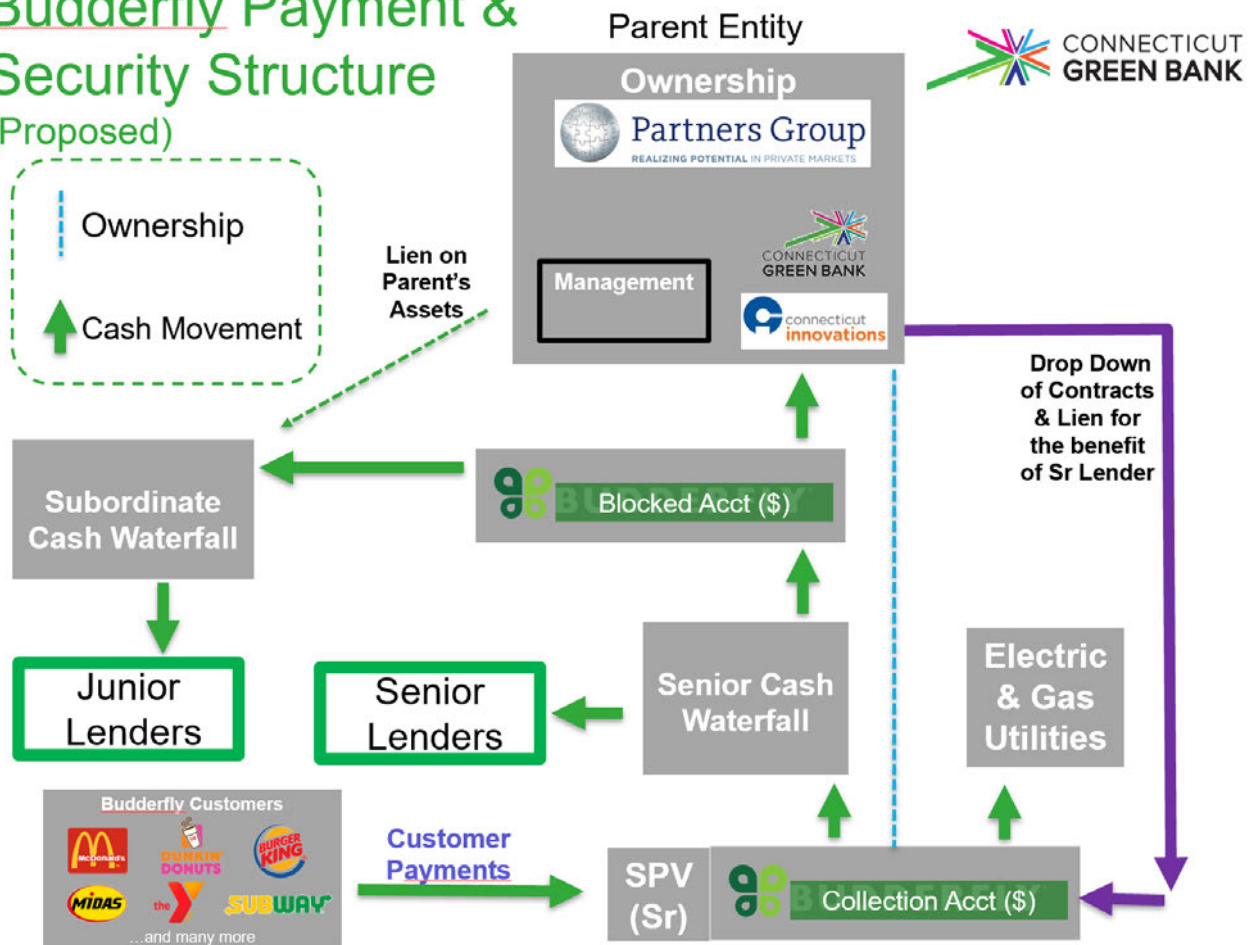 Budderfly Payment &
Security Structure
(Proposed)
Ownership
Cash Movement
Parent Entity
Ownership
Partners Group
REALIZING POTENTIAL IN PRIVATE MARKETS
CONNECTICUT
GREEN BANK
Management
connecticut
innovations
CONNECTICUT
GREEN BANK
Lien on
Parent's
Assets
Drop Down
of Contracts
& Lien for
the benefit
of Sr Lender
Subordinate
Cash Waterfall
BUDDERFLY
Blocked Acct ($)
Junior
Lenders
Senior
Lenders
Senior Cash
Waterfall
Electric
& Gas
Utilities
Budderfly Customers
McDonald's
DUNKIN'
DONUTS
BURGER
KING
MIDAS
the Y
SUBWAY
...and many more
Customer
Payments
SPV
(Sr)
BUDDERFLY
Collection Acct ($)